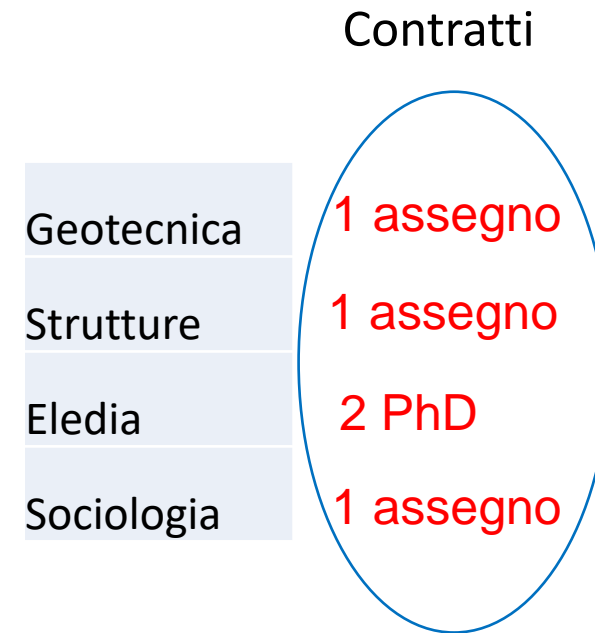 Contratti
Geotecnica 1 assegno
Strutture 1 assegno
Eledia 2 PhD
Sociologia 1 assegno